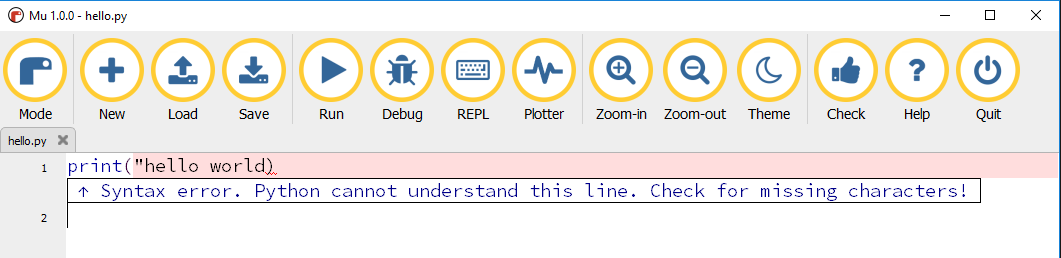 Mu 1.0.0 - hello.py
Mode New Load Save Run Debug REPL Plotter Zoom-in Zoom-out Theme Check Help Quit
hello.py
1 print("hello world)
↑ Syntax error. Python cannot understand this line. Check for missing characters!
2